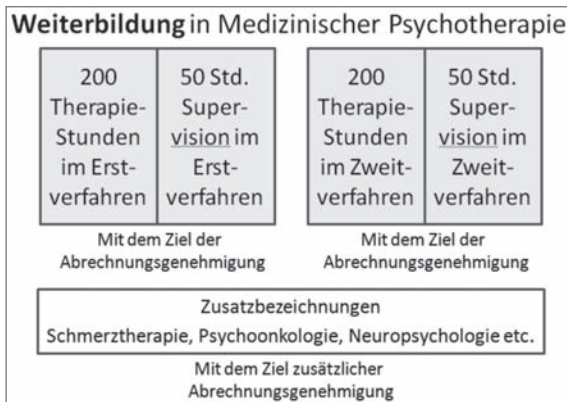 Weiterbildung in Medizinischer Psychotherapie
200
Therapie-
Stunden
im Erst-
verfahren
50 Std.
Super-
vision im
Erst-
verfahren
200
Therapie-
Stunden
im Zweit-
verfahren
50 Std.
Super-
vision im
Zweit-
verfahren
Mit dem Ziel der
Abrechnungsgenehmigung
Mit dem Ziel der
Abrechnungsgenehmigung
Zusatzbezeichnungen
Schmerztherapie, Psychoonkologie, Neuropsychologie etc.
Mit dem Ziel zusätzlicher
Abrechnungsgenehmigung